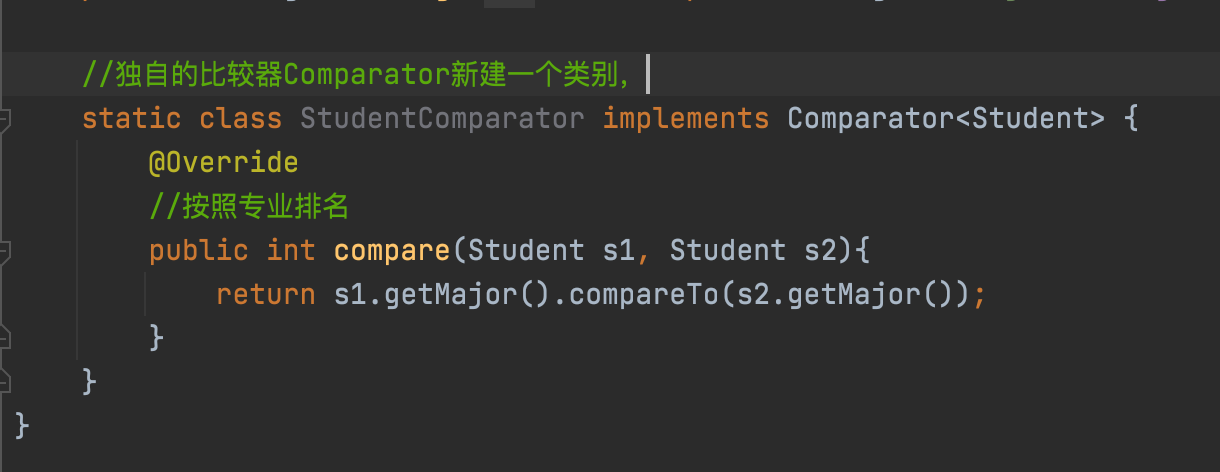 //独自的比较器Comparator新建一个类别，
static class StudentComparator implements Comparator<Student> {
@Override
//按照专业排名
public int compare(Student s1, Student s2){
return s1.getMajor().compareTo(s2.getMajor());
}
}
}